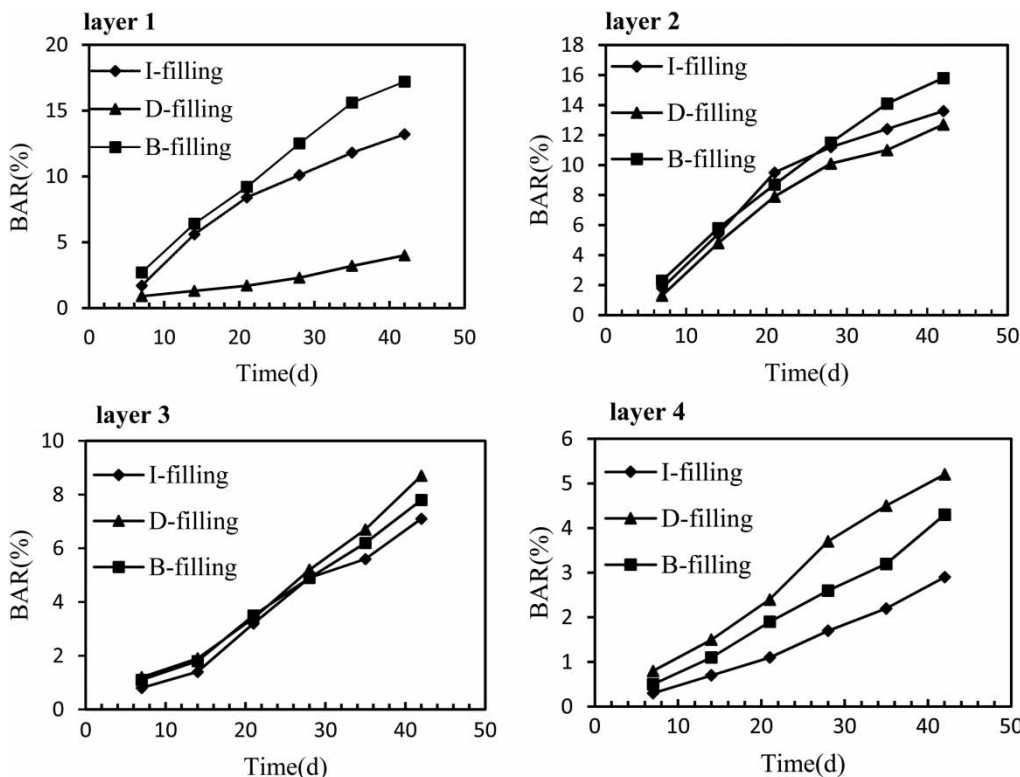 layer 1
20
15
10
5
0
I-filling
D-filling
B-filling
BAR(%)
0 10 20 30 40 50
Time(d)
layer 2
18
16
14
12
10
8
6
4
2
0
I-filling
D-filling
B-filling
BAR(%)
0 10 20 30 40 50
Time(d)
layer 3
10
8
6
4
2
0
I-filling
D-filling
B-filling
BAR(%)
0 10 20 30 40 50
Time(d)
layer 4
6
5
4
3
2
1
0
I-filling
D-filling
B-filling
BAR(%)
0 10 20 30 40 50
Time(d)